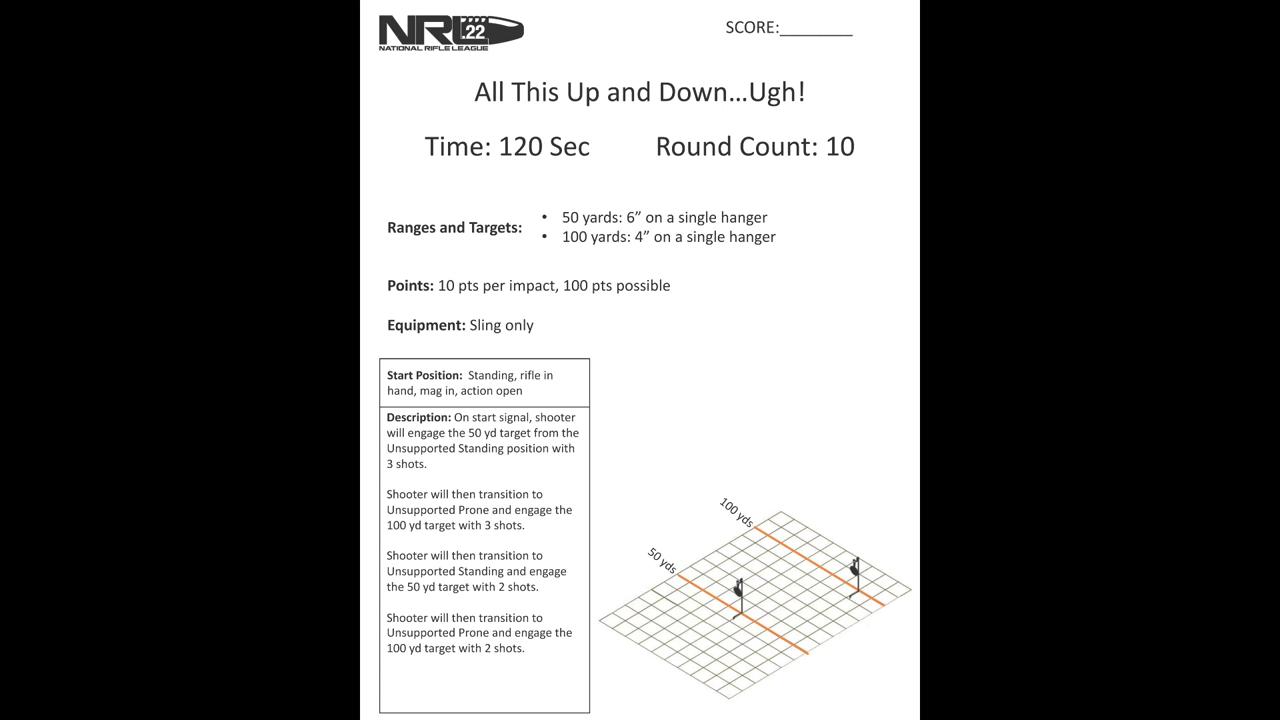 NRL.22
NATIONAL RIFLE LEAGUE
SCORE:_________
All This Up and Down…Ugh!
Time: 120 Sec Round Count: 10
Ranges and Targets:
• 50 yards: 6” on a single hanger
• 100 yards: 4” on a single hanger
Points: 10 pts per impact, 100 pts possible
Equipment: Sling only
Start Position: Standing, rifle in
hand, mag in, action open
Description: On start signal, shooter
will engage the 50 yd target from the
Unsupported Standing position with
3 shots.
Shooter will then transition to
Unsupported Prone and engage the
100 yd target with 3 shots.
Shooter will then transition to
Unsupported Standing and engage
the 50 yd target with 2 shots.
Shooter will then transition to
Unsupported Prone and engage the
100 yd target with 2 shots.
100 yds
50 yds